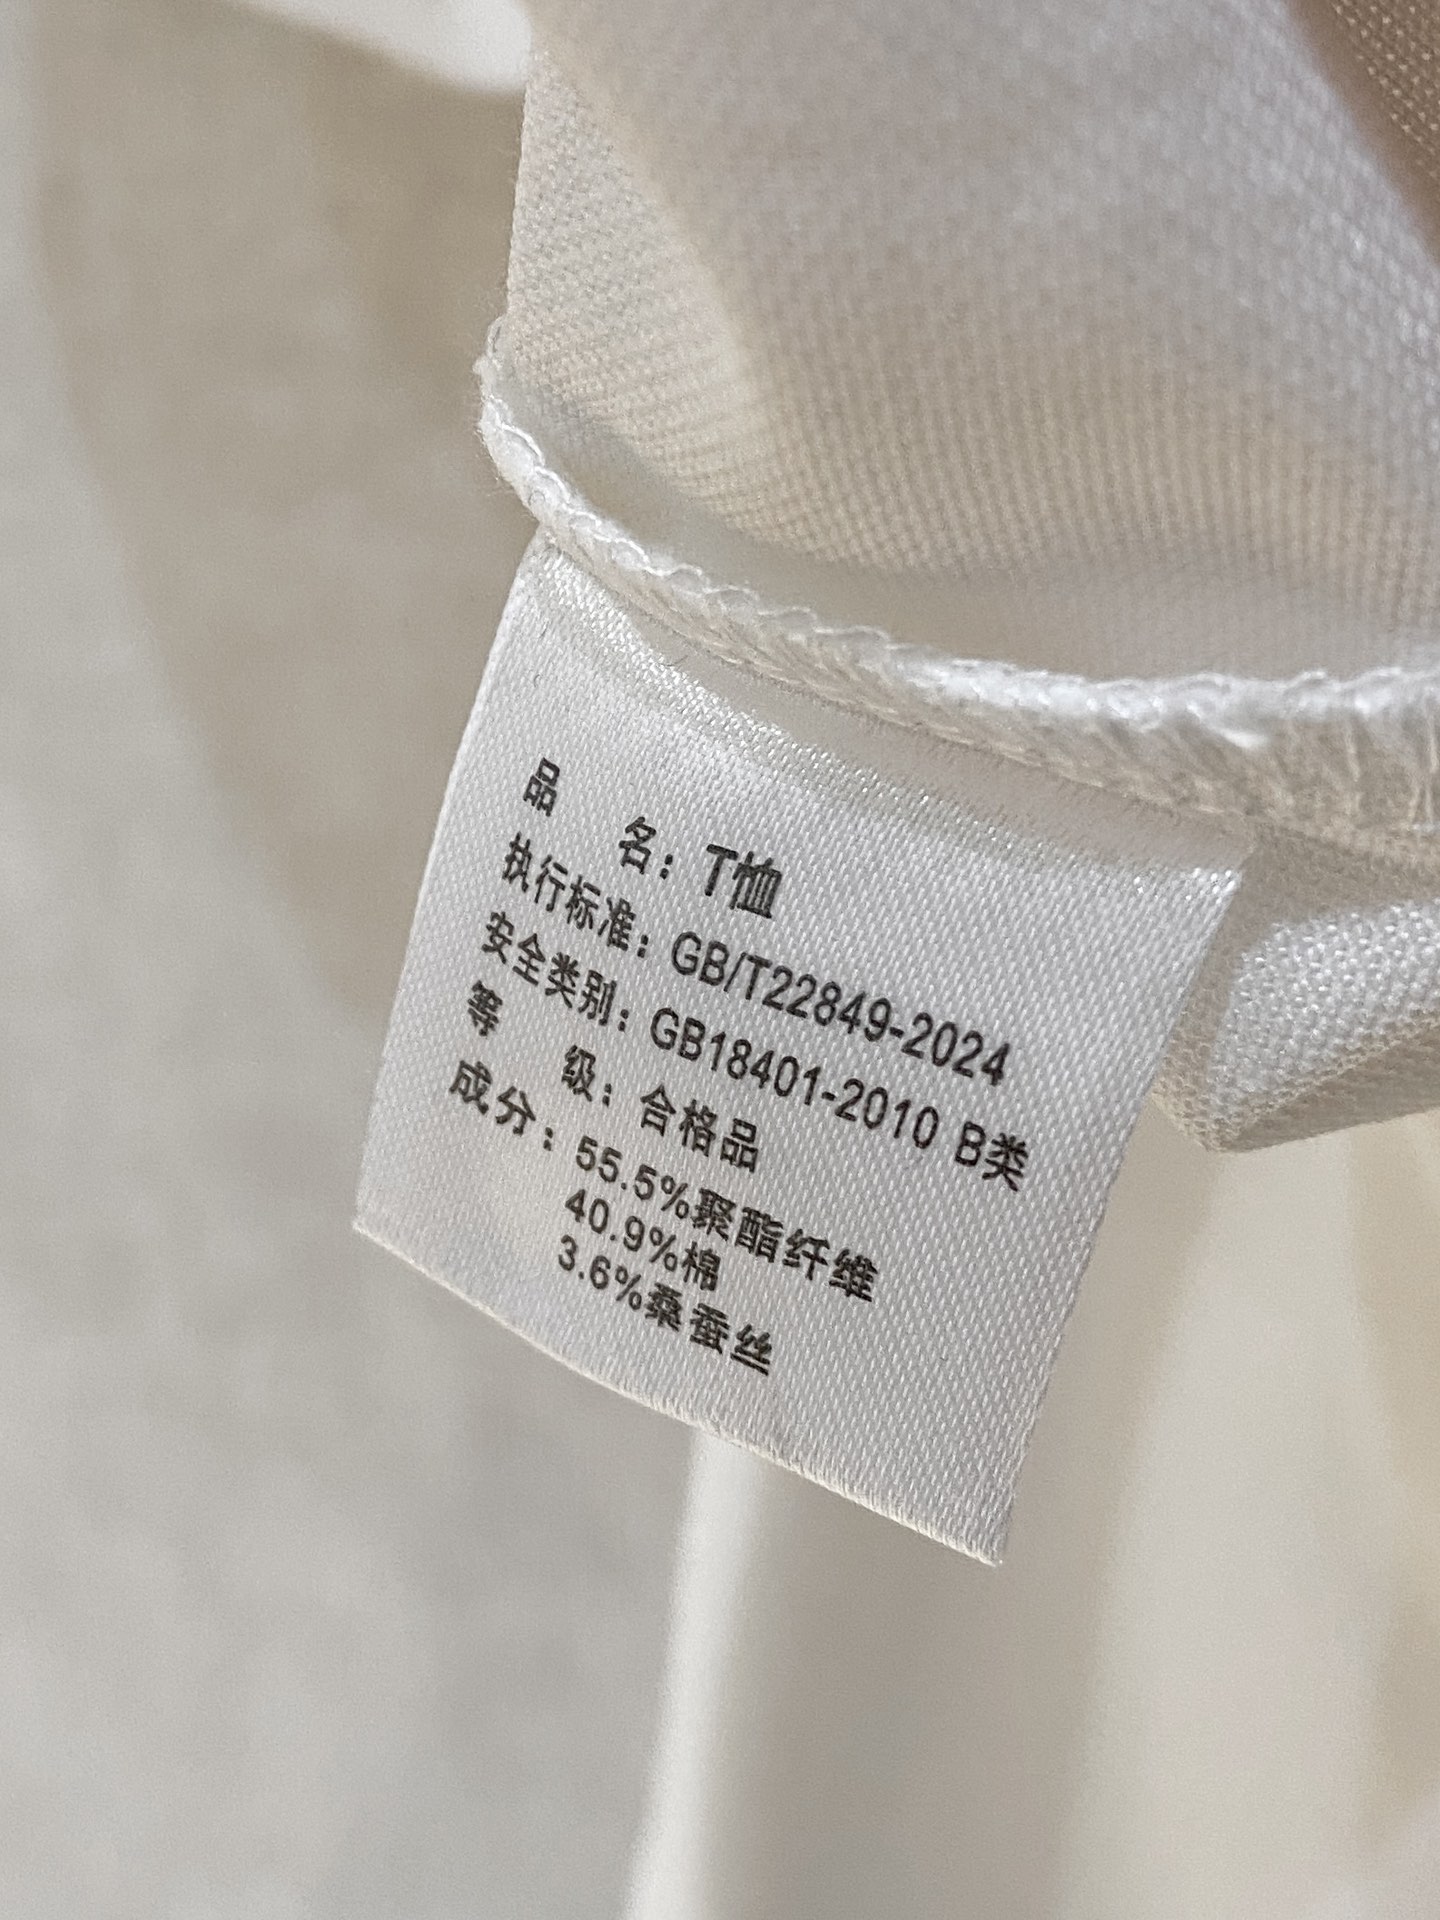 品 名：T恤
执行标准：GB/T22849-2024
安全类别：GB18401-2010 B类
等 级：合格品
成分：55.5%聚酯纤维
40.9%棉
3.6%桑蚕丝